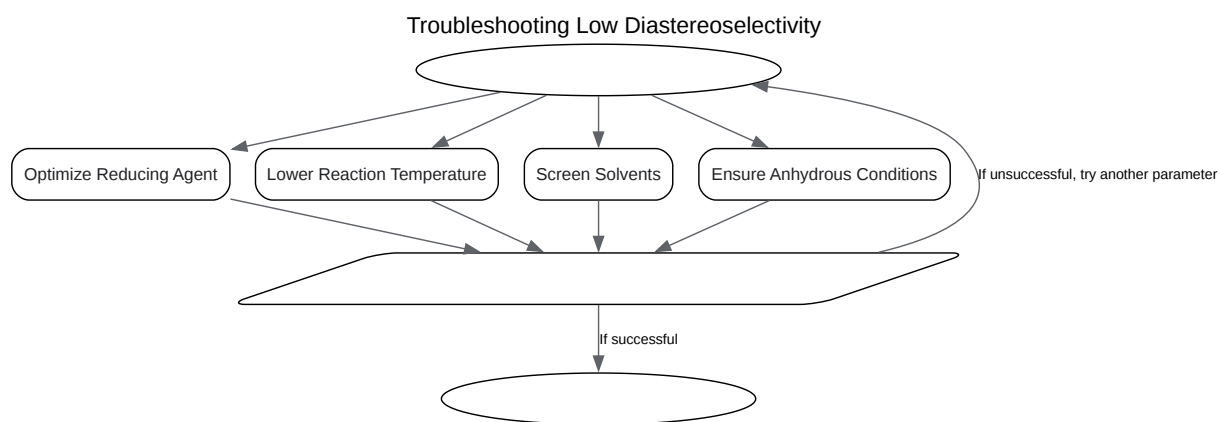 Troubleshooting Low Diastereoselectivity
Optimize Reducing Agent
Lower Reaction Temperature
Screen Solvents
Ensure Anhydrous Conditions
If unsuccessful, try another parameter
If successful